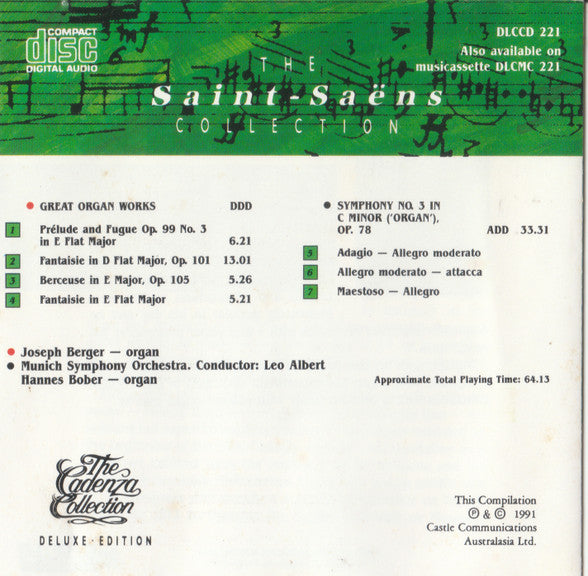 COMPACT
disc
DIGITAL AUDIO
DLCCD 221
Also available on
musicassette DLCMC 221
THE
Saint-Saëns
COLLECTION
GREAT ORGAN WORKS DDD
1 Prélude and Fugue Op. 99 No. 3
in E Flat Major 6.21
2 Fantaisie in D Flat Major, Op. 101 13.01
3 Berceuse in E Major, Op. 105 5.26
4 Fantaisie in E Flat Major 5.21
SYMPHONY NO. 3 IN
C MINOR ('ORGAN'),
OP. 78 ADD 33.31
5 Adagio — Allegro moderato
6 Allegro moderato — attacca
7 Maestoso — Allegro
Joseph Berger — organ
Munich Symphony Orchestra. Conductor: Leo Albert
Hannes Bober — organ
Approximate Total Playing Time: 64.13
The
Cadenza
Collection
DELUXE·EDITION
This Compilation
Ⓟ & © 1991
Castle Communications
Australasia Ltd.